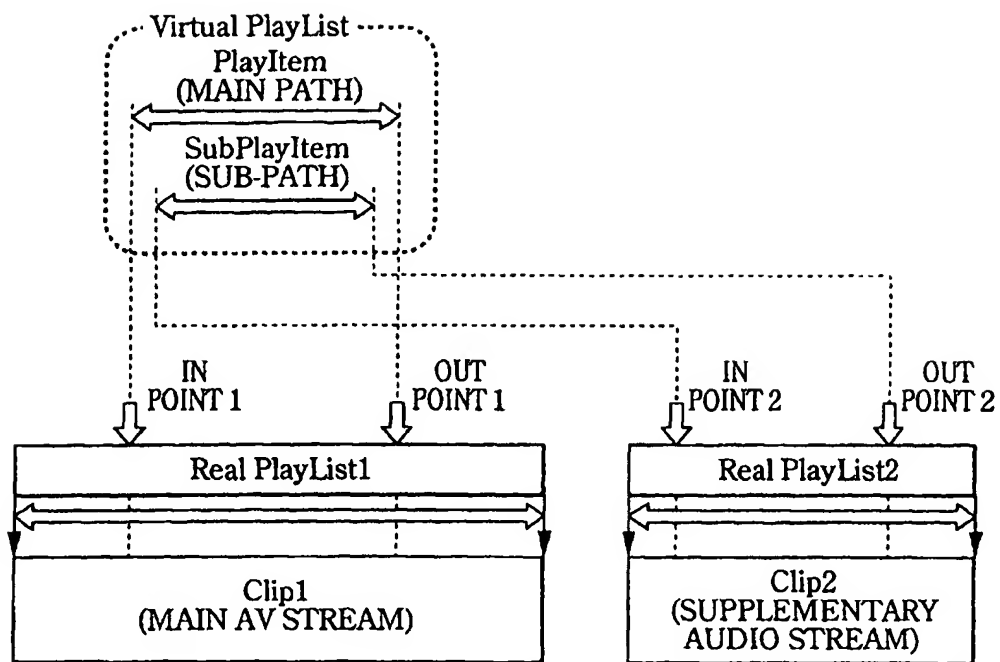 Virtual PlayList
PlayItem
(MAIN PATH)
SubPlayItem
(SUB-PATH)
IN
POINT 1
OUT
POINT 1
IN
POINT 2
OUT
POINT 2
Real PlayList1
Real PlayList2
Clip1
(MAIN AV STREAM)
Clip2
(SUPPLEMENTARY
AUDIO STREAM)